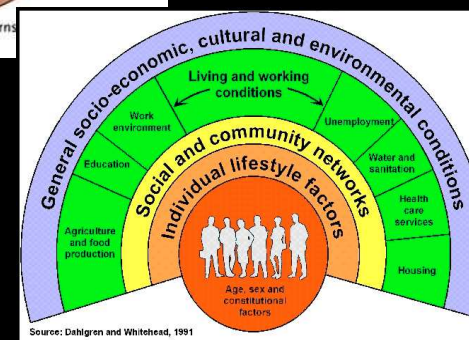 rns
General socio-economic, cultural and environmental conditions
Living and working
conditions
Work
environment
Unemployment
Education
Water and
sanitation
Social and community networks
Individual lifestyle factors
Health
care
services
Agriculture
and food
production
Housing
Age, sex and
constitutional
factors
Source: Dahlgren and Whitehead, 1991